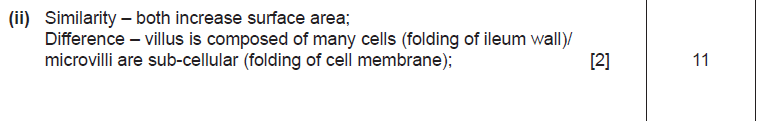 (ii) Similarity – both increase surface area;
Difference – villus is composed of many cells (folding of ileum wall)/
microvilli are sub-cellular (folding of cell membrane); [2] 11